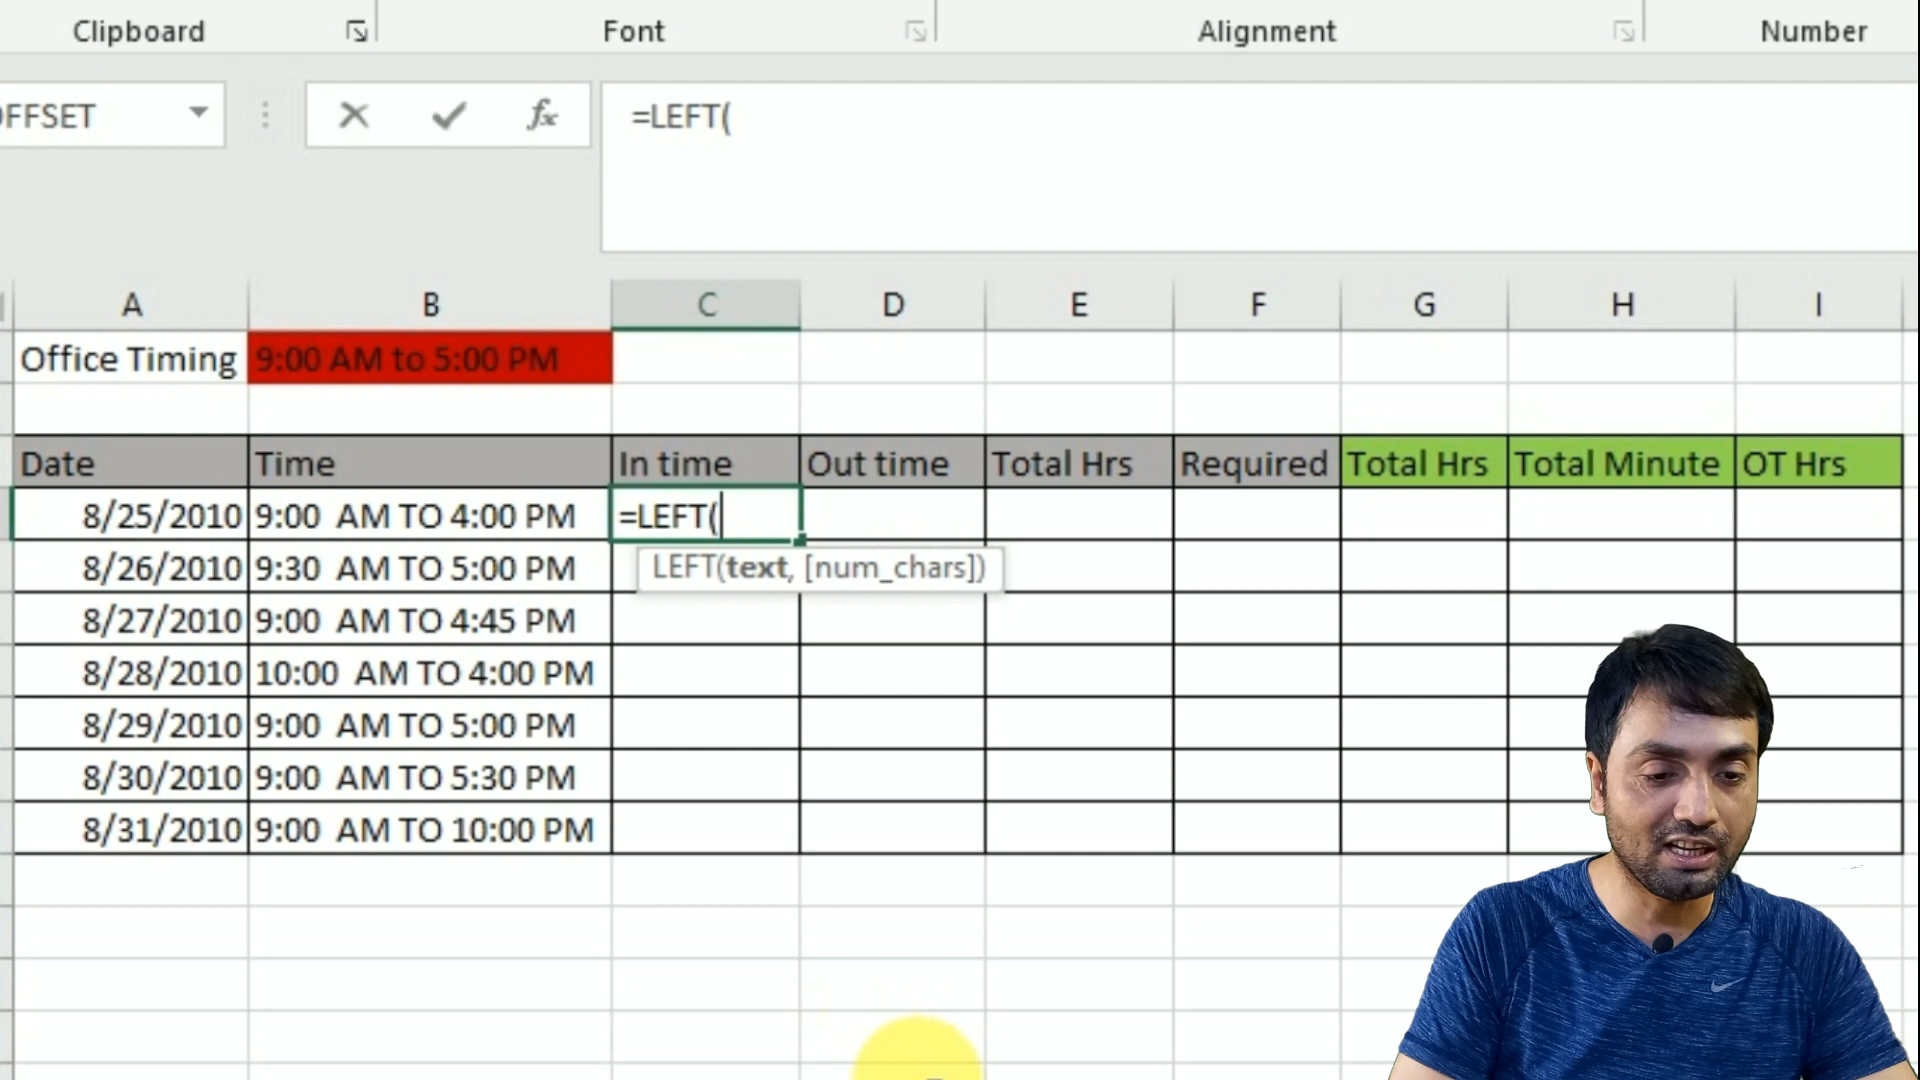 Clipboard Font Alignment Number
OFFSET fx =LEFT(
A B C D E F G H I
Office Timing 9:00 AM to 5:00 PM
Date Time In time Out time Total Hrs Required Total Hrs Total Minute OT Hrs
8/25/2010 9:00  AM TO 4:00 PM =LEFT(
LEFT(text, [num_chars])
8/26/2010 9:30  AM TO 5:00 PM
8/27/2010 9:00  AM TO 4:45 PM
8/28/2010 10:00  AM TO 4:00 PM
8/29/2010 9:00  AM TO 5:00 PM
8/30/2010 9:00  AM TO 5:30 PM
8/31/2010 9:00  AM TO 10:00 PM